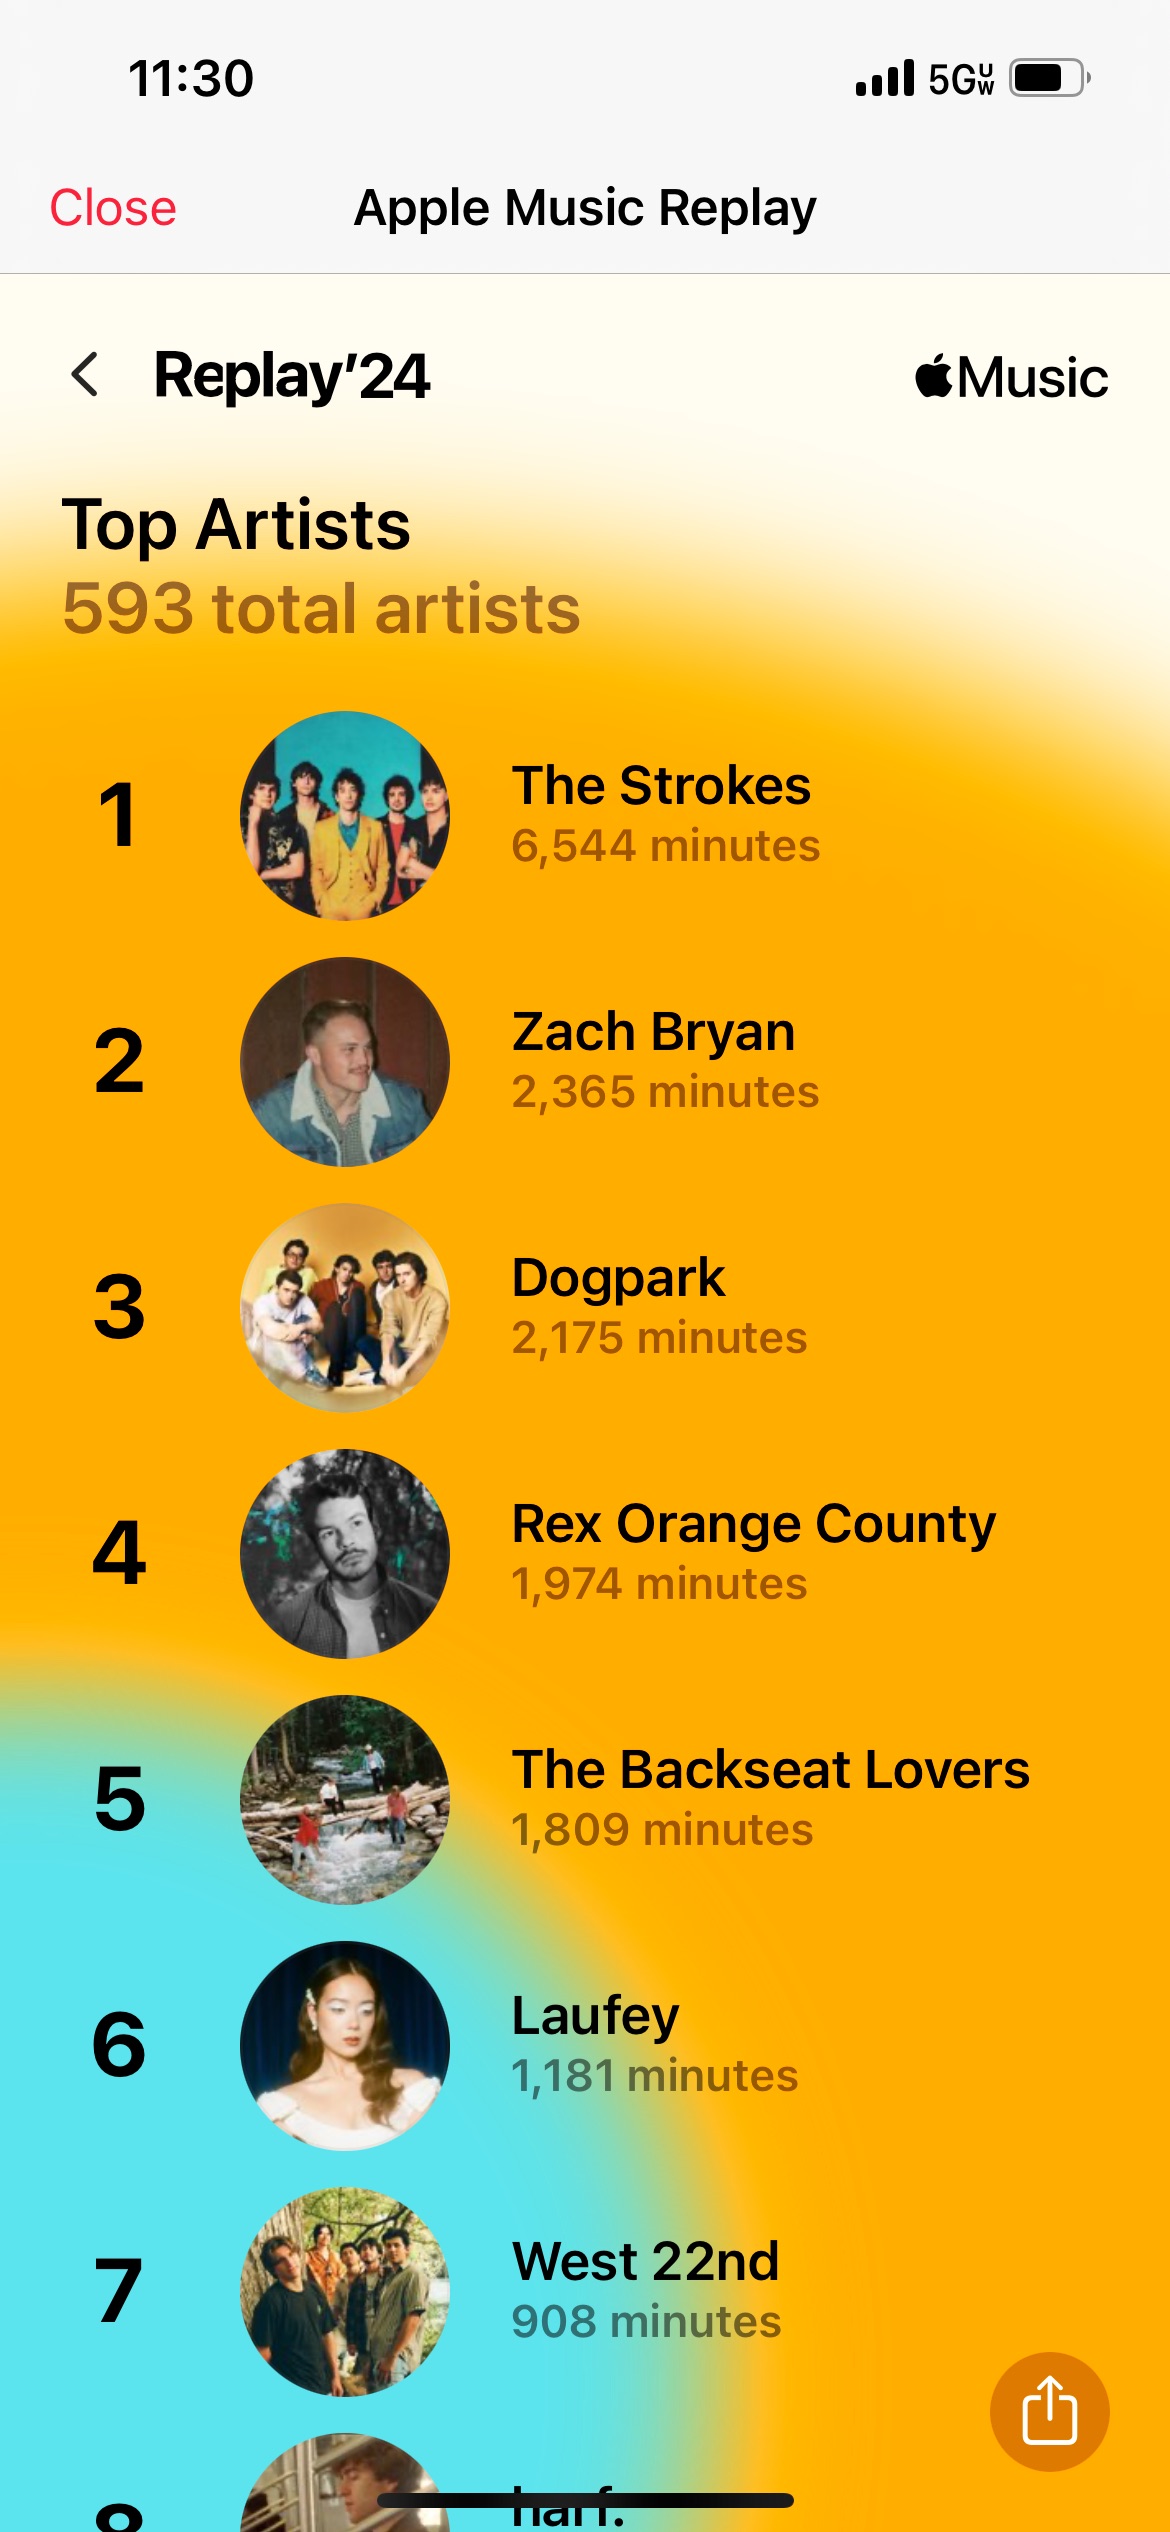 11:30 5G UW
Close Apple Music Replay
Replay'24 Music
Top Artists
593 total artists
1 The Strokes
6,544 minutes
2 Zach Bryan
2,365 minutes
3 Dogpark
2,175 minutes
4 Rex Orange County
1,974 minutes
5 The Backseat Lovers
1,809 minutes
6 Laufey
1,181 minutes
7 West 22nd
908 minutes
8